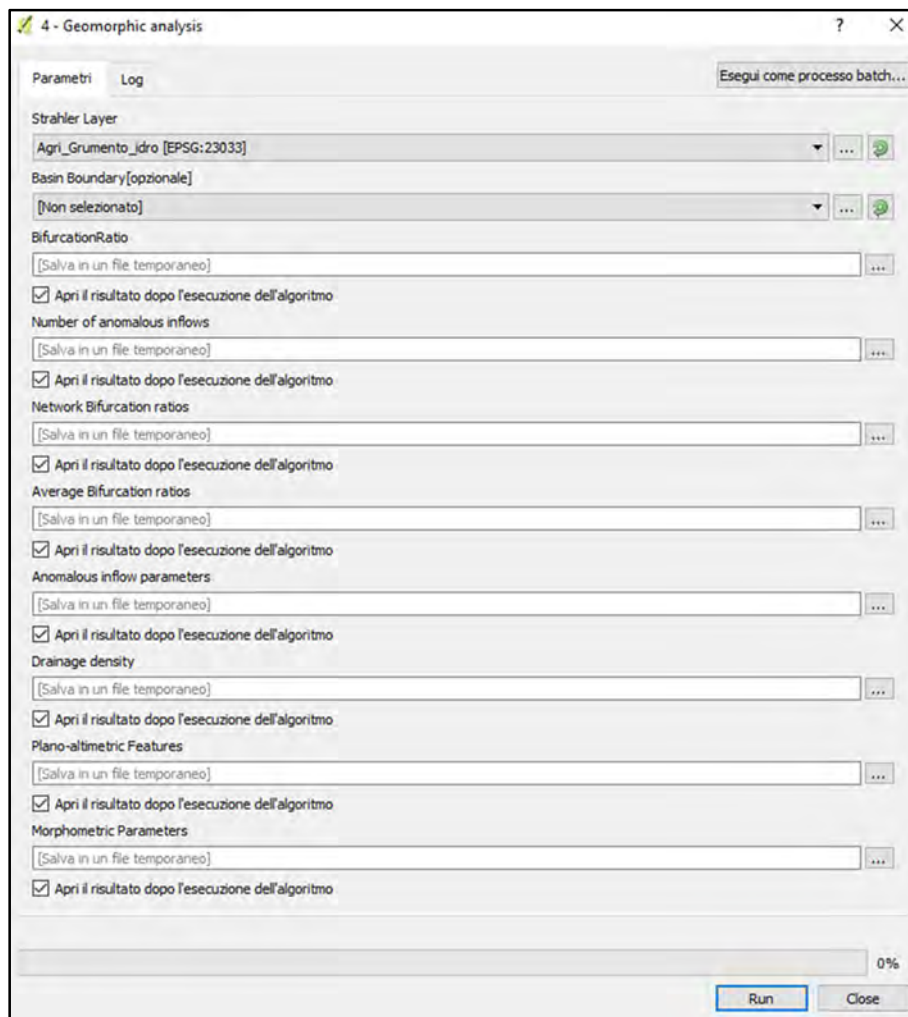 4 - Geomorphic analysis ? X
Parametri Log Esegui come processo batch...
Strahler Layer
Agri_Grumento_idro [EPSG:23033] ...
Basin Boundary[opzionale]
[Non selezionato] ...
BifurcationRatio
[Salva in un file temporaneo] ...
Apri il risultato dopo l'esecuzione dell'algoritmo
Number of anomalous inflows
[Salva in un file temporaneo] ...
Apri il risultato dopo l'esecuzione dell'algoritmo
Network Bifurcation ratios
[Salva in un file temporaneo] ...
Apri il risultato dopo l'esecuzione dell'algoritmo
Average Bifurcation ratios
[Salva in un file temporaneo] ...
Apri il risultato dopo l'esecuzione dell'algoritmo
Anomalous inflow parameters
[Salva in un file temporaneo] ...
Apri il risultato dopo l'esecuzione dell'algoritmo
Drainage density
[Salva in un file temporaneo] ...
Apri il risultato dopo l'esecuzione dell'algoritmo
Plano-altimetric Features
[Salva in un file temporaneo] ...
Apri il risultato dopo l'esecuzione dell'algoritmo
Morphometric Parameters
[Salva in un file temporaneo] ...
Apri il risultato dopo l'esecuzione dell'algoritmo
0%
Run Close